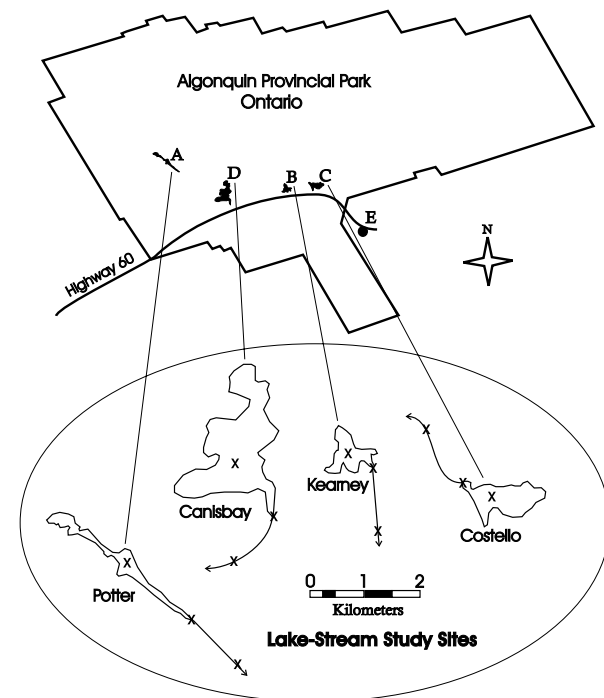 Algonquin Provincial Park
Ontario
A
D
B
C
E
N
Highway 60
Canisbay
Kearney
Costello
Potter
0 1 2
Kilometers
Lake-Stream Study Sites
X
X
X
X
X
X
X
X
X
X
X
X